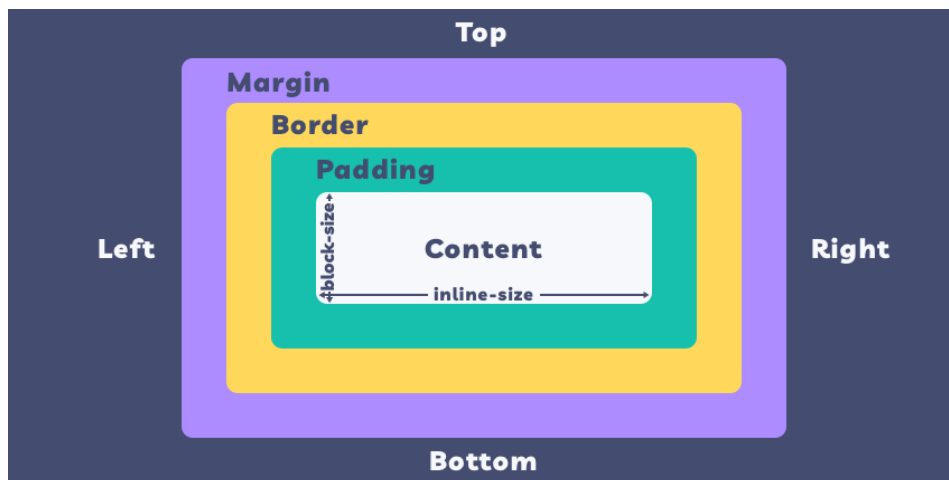 Top
Margin
Border
Padding
block-size
Left
Content
Right
inline-size
Bottom